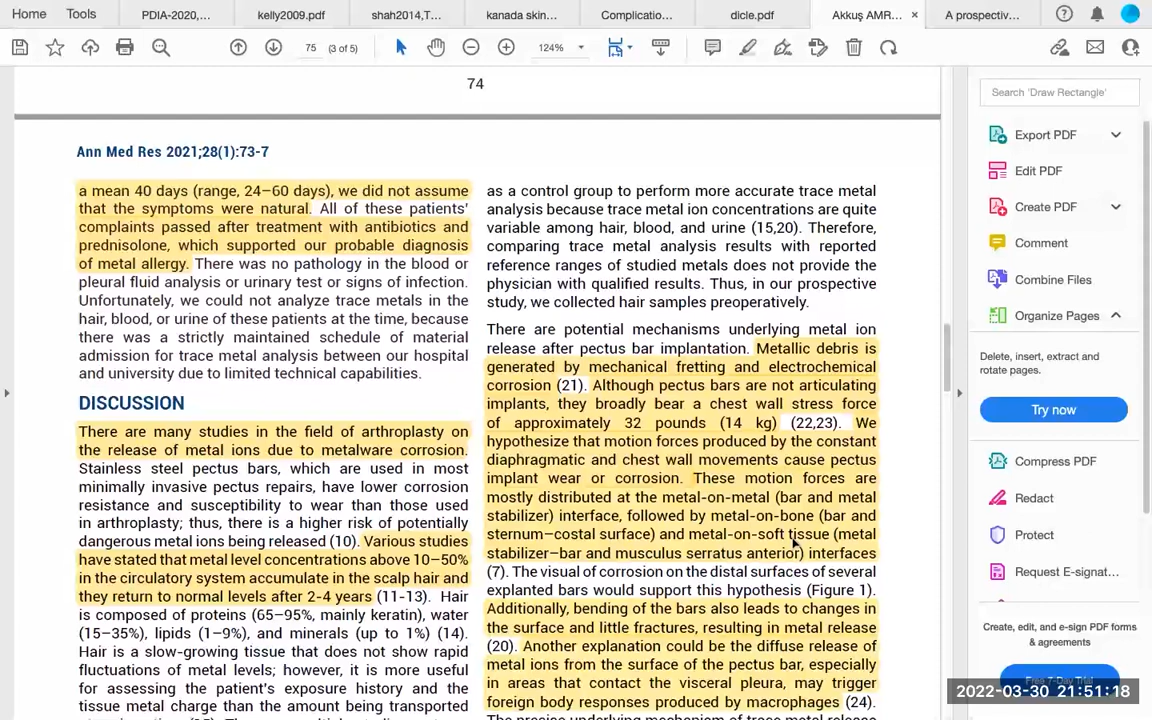 Home
Tools
PDIA-2020,...
kelly2009.pdf
shah2014,T...
kanada skin...
Complicatio...
dicle.pdf
Akkuş AMR...
A prospectiv...
75
(3 of 5)
124%
74
Ann Med Res 2021;28(1):73-7
a mean 40 days (range, 24–60 days), we did not assume
that the symptoms were natural. All of these patients'
complaints passed after treatment with antibiotics and
prednisolone, which supported our probable diagnosis
of metal allergy. There was no pathology in the blood or
pleural fluid analysis or urinary test or signs of infection.
Unfortunately, we could not analyze trace metals in the
hair, blood, or urine of these patients at the time, because
there was a strictly maintained schedule of material
admission for trace metal analysis between our hospital
and university due to limited technical capabilities.
DISCUSSION
There are many studies in the field of arthroplasty on
the release of metal ions due to metalware corrosion.
Stainless steel pectus bars, which are used in most
minimally invasive pectus repairs, have lower corrosion
resistance and susceptibility to wear than those used
in arthroplasty; thus, there is a higher risk of potentially
dangerous metal ions being released (10). Various studies
have stated that metal level concentrations above 10–50%
in the circulatory system accumulate in the scalp hair and
they return to normal levels after 2-4 years (11-13). Hair
is composed of proteins (65–95%, mainly keratin), water
(15–35%), lipids (1–9%), and minerals (up to 1%) (14).
Hair is a slow-growing tissue that does not show rapid
fluctuations of metal levels; however, it is more useful
for assessing the patient's exposure history and the
tissue metal charge than the amount being transported
as a control group to perform more accurate trace metal
analysis because trace metal ion concentrations are quite
variable among hair, blood, and urine (15,20). Therefore,
comparing trace metal analysis results with reported
reference ranges of studied metals does not provide the
physician with qualified results. Thus, in our prospective
study, we collected hair samples preoperatively.
There are potential mechanisms underlying metal ion
release after pectus bar implantation. Metallic debris is
generated by mechanical fretting and electrochemical
corrosion (21). Although pectus bars are not articulating
implants, they broadly bear a chest wall stress force
of approximately 32 pounds (14 kg) (22,23). We
hypothesize that motion forces produced by the constant
diaphragmatic and chest wall movements cause pectus
implant wear or corrosion. These motion forces are
mostly distributed at the metal-on-metal (bar and metal
stabilizer) interface, followed by metal-on-bone (bar and
sternum–costal surface) and metal-on-soft tissue (metal
stabilizer–bar and musculus serratus anterior) interfaces
(7). The visual of corrosion on the distal surfaces of several
explanted bars would support this hypothesis (Figure 1).
Additionally, bending of the bars also leads to changes in
the surface and little fractures, resulting in metal release
(20). Another explanation could be the diffuse release of
metal ions from the surface of the pectus bar, especially
in areas that contact the visceral pleura, may trigger
foreign body responses produced by macrophages (24).
The precise underlying mechanism of trace metal release
Search 'Draw Rectangle'
Export PDF
Edit PDF
Create PDF
Comment
Combine Files
Organize Pages
Delete, insert, extract and
rotate pages.
Try now
Compress PDF
Redact
Protect
Request E-signat...
Create, edit, and e-sign PDF forms
& agreements
Free 7-Day Trial
2022-03-30 21:51:18